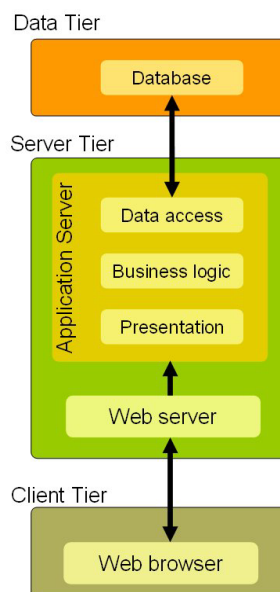 Data Tier
Database
Server Tier
Application Server
Data access
Business logic
Presentation
Web server
Client Tier
Web browser